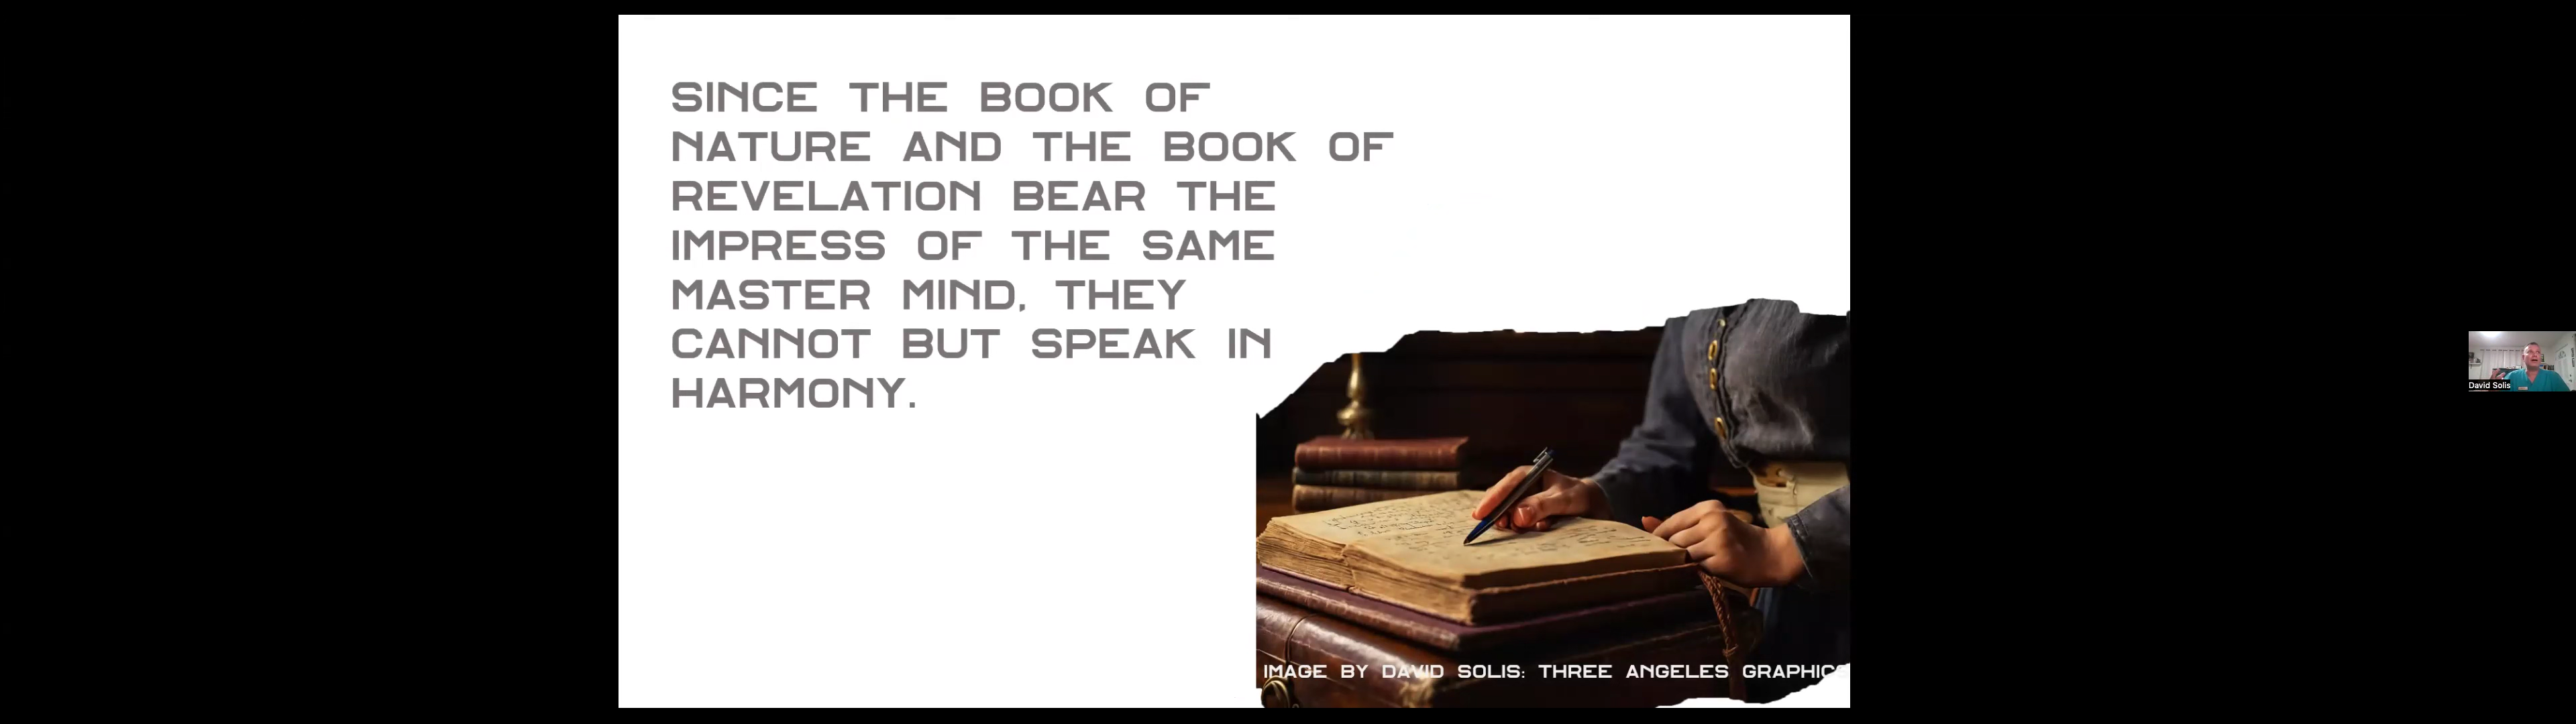 SINCE THE BOOK OF
NATURE AND THE BOOK OF
REVELATION BEAR THE
IMPRESS OF THE SAME
MASTER MIND, THEY
CANNOT BUT SPEAK IN
HARMONY.
IMAGE BY DAVID SOLIS: THREE ANGELES GRAPHICS
David Solis